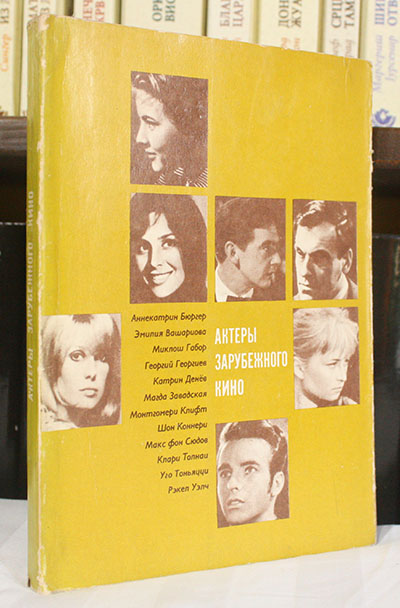 АКТЕРЫ ЗАРУБЕЖНОГО КИНО
Аннекатрин Бюргер
Эмилия Вашариова
Миклош Габор
Георгий Георгиев
Катрин Денёв
Магда Завадская
Монтгомери Клифт
Шон Коннери
Макс фон Сюдов
Клари Толнаи
Уго Тоньяцци
Рэкел Уэлч
АКТЕРЫ
ЗАРУБЕЖНОГО
КИНО